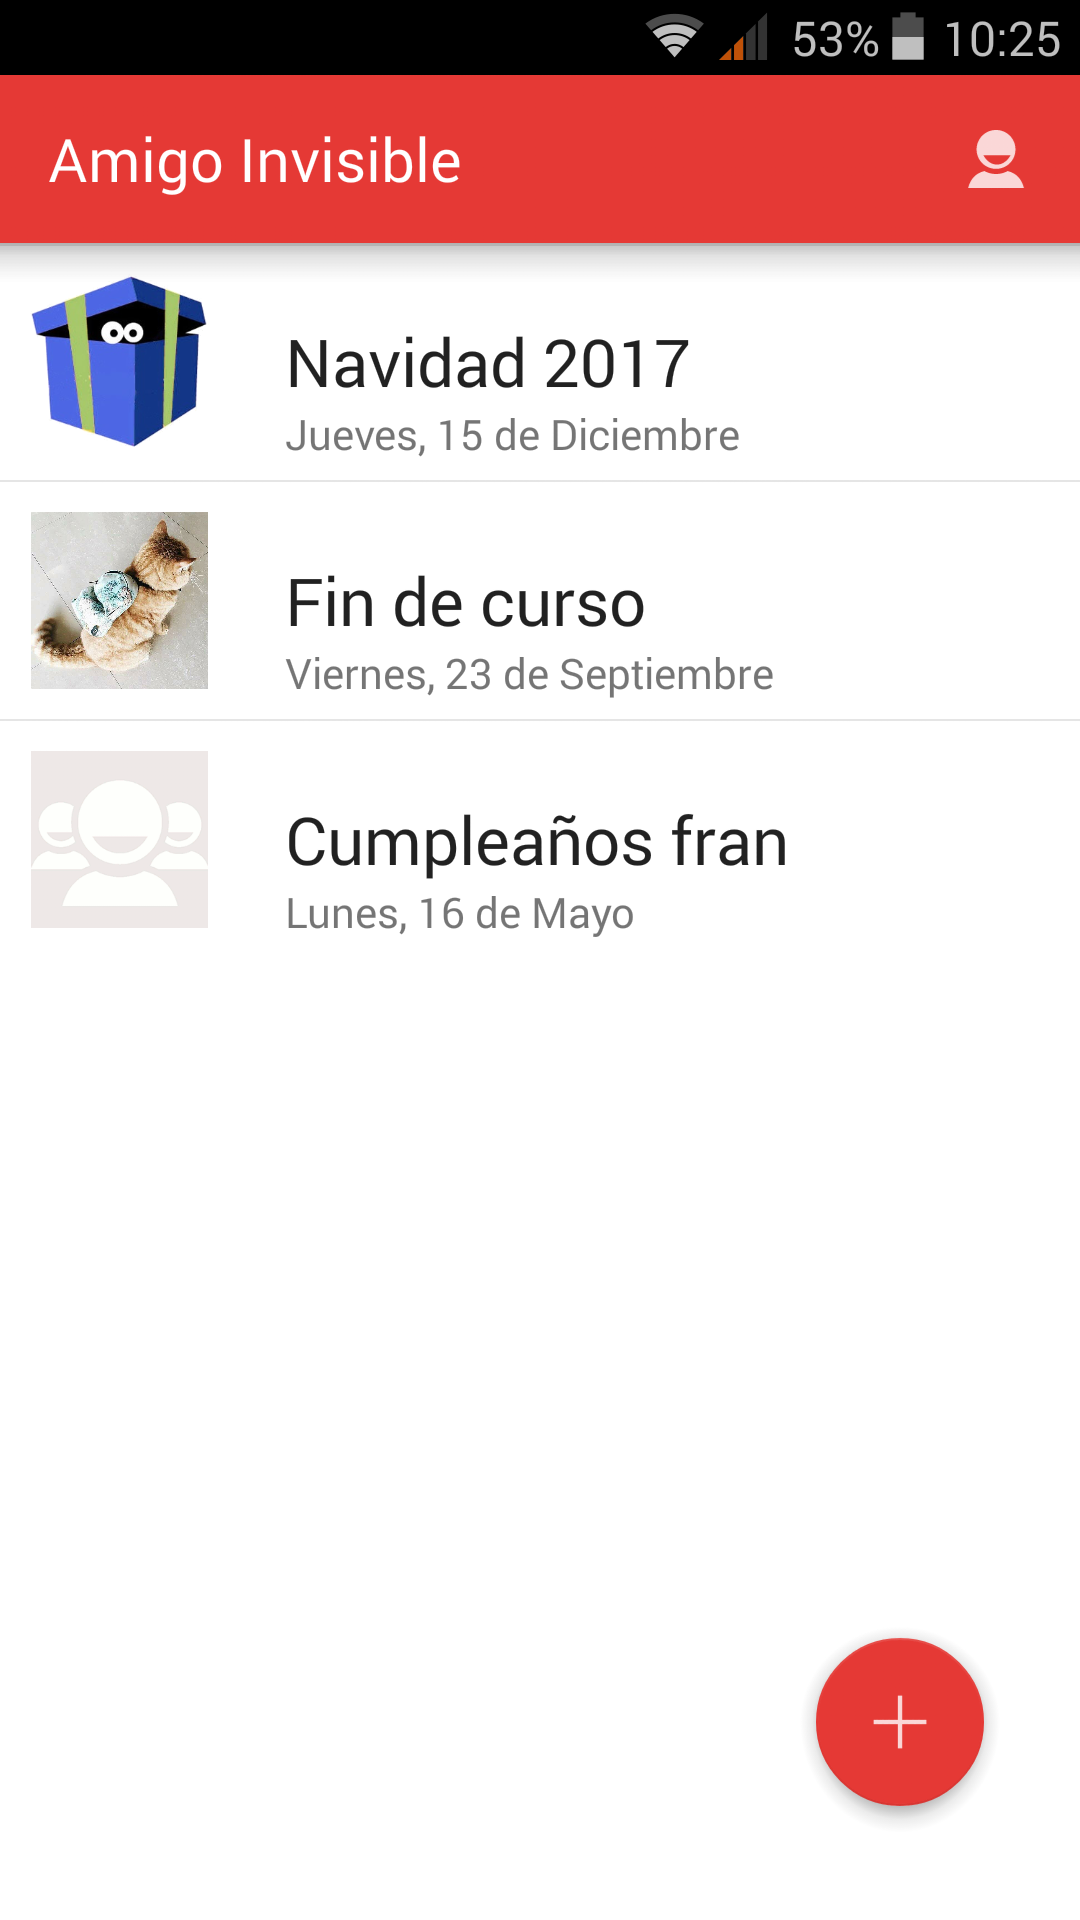 53% 10:25
Amigo Invisible
Navidad 2017
Jueves, 15 de Diciembre
Fin de curso
Viernes, 23 de Septiembre
Cumpleaños fran
Lunes, 16 de Mayo